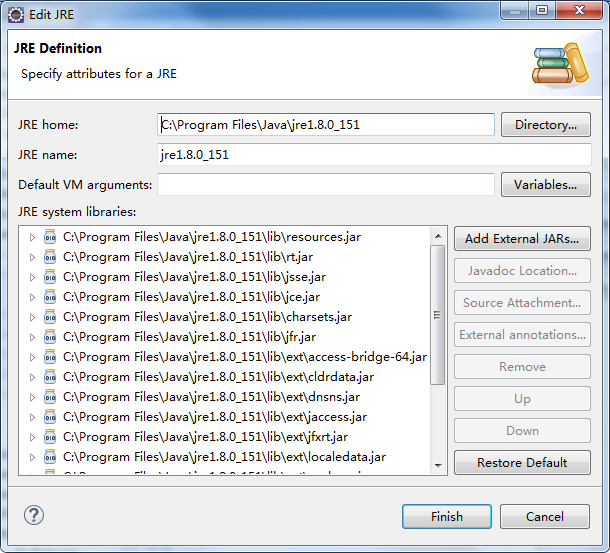 Edit JRE
JRE Definition
Specify attributes for a JRE
JRE home:
C:\Program Files\Java\jre1.8.0_151
Directory...
JRE name:
jre1.8.0_151
Default VM arguments:
Variables...
JRE system libraries:
C:\Program Files\Java\jre1.8.0_151\lib\resources.jar
C:\Program Files\Java\jre1.8.0_151\lib\rt.jar
C:\Program Files\Java\jre1.8.0_151\lib\jsse.jar
C:\Program Files\Java\jre1.8.0_151\lib\jce.jar
C:\Program Files\Java\jre1.8.0_151\lib\charsets.jar
C:\Program Files\Java\jre1.8.0_151\lib\jfr.jar
C:\Program Files\Java\jre1.8.0_151\lib\ext\access-bridge-64.jar
C:\Program Files\Java\jre1.8.0_151\lib\ext\cldrdata.jar
C:\Program Files\Java\jre1.8.0_151\lib\ext\dnsns.jar
C:\Program Files\Java\jre1.8.0_151\lib\ext\jaccess.jar
C:\Program Files\Java\jre1.8.0_151\lib\ext\jfxrt.jar
C:\Program Files\Java\jre1.8.0_151\lib\ext\localedata.jar
Add External JARs...
Javadoc Location...
Source Attachment...
External annotations...
Remove
Up
Down
Restore Default
?
Finish
Cancel